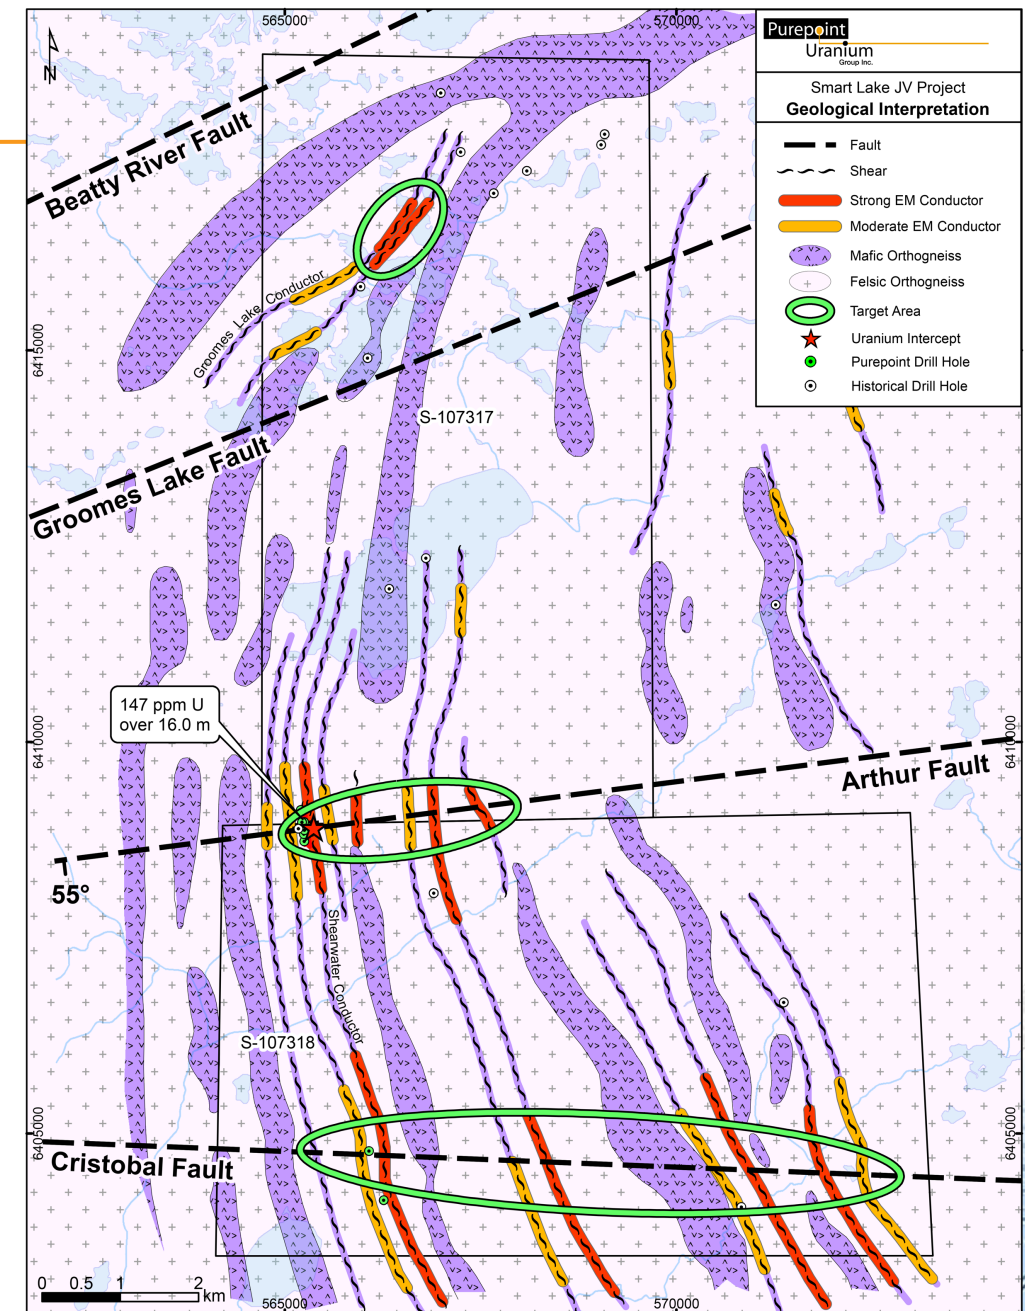 565000
570000
Purepoint
Uranium
Group Inc.
Smart Lake JV Project
Geological Interpretation
Fault
Shear
Strong EM Conductor
Moderate EM Conductor
Mafic Orthogneiss
Felsic Orthogneiss
Target Area
Uranium Intercept
Purepoint Drill Hole
Historical Drill Hole
N
Beatty River Fault
Groomes Lake Conductor
6415000
S-107317
Groomes Lake Fault
147 ppm U
over 16.0 m
6410000
6410000
Arthur Fault
55°
Shearwater Conductor
S-107318
6405000
6405000
Cristobal Fault
0 0.5 1 2
km
565000
570000